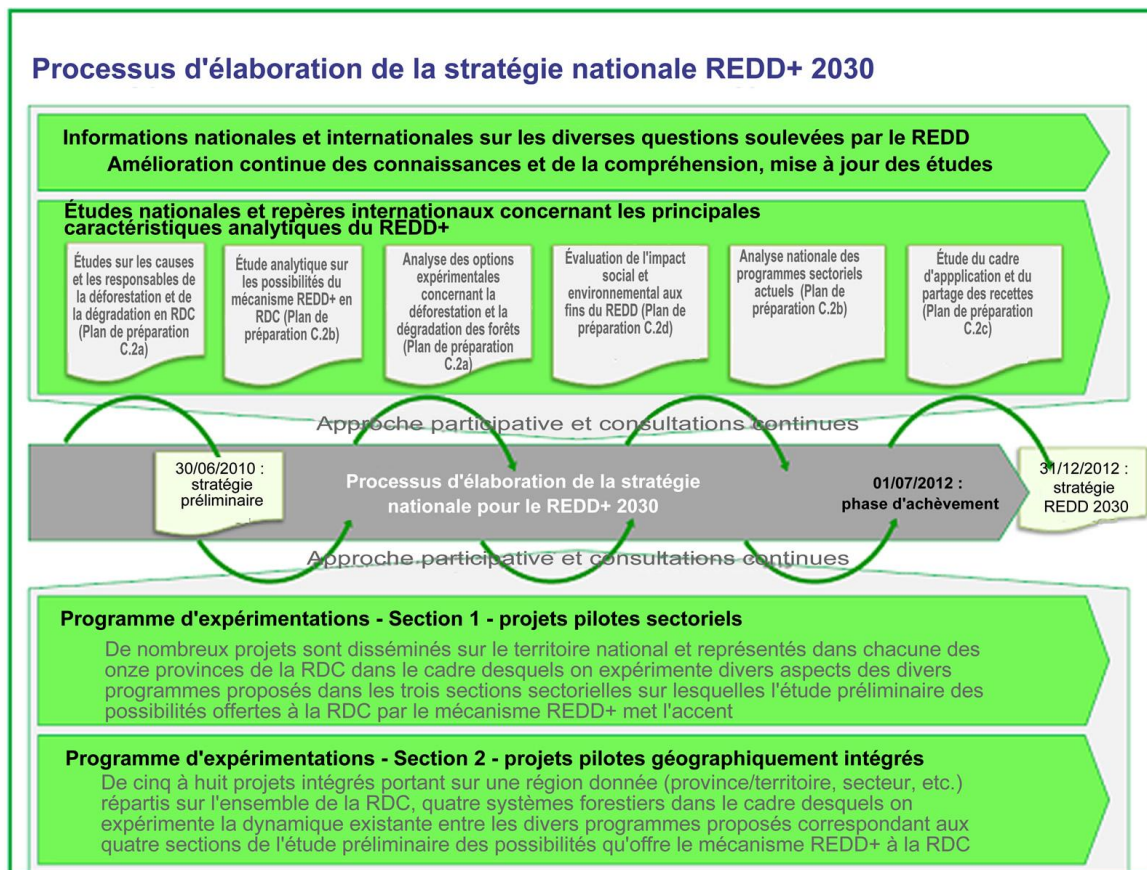 Processus d'élaboration de la stratégie nationale REDD+ 2030
Informations nationales et internationales sur les diverses questions soulevées par le REDD
Amélioration continue des connaissances et de la compréhension, mise à jour des études
Études nationales et repères internationaux concernant les principales
caractéristiques analytiques du REDD+
Études sur les causes
et les responsables de
la déforestation et de
la dégradation en RDC
(Plan de préparation
C.2a)
Étude analytique sur
les possibilités du
mécanisme REDD+ en
RDC (Plan de
préparation C.2b)
Analyse des options
expérimentales
concernant la
déforestation et la
dégradation des forêts
(Plan de préparation
C.2a)
Évaluation de l'impact
social et
environnemental aux
fins du REDD (Plan de
préparation C.2d)
Analyse nationale des
programmes sectoriels
actuels (Plan de
préparation C.2b)
Étude du cadre
d'appplication et du
partage des recettes
(Plan de préparation
C.2c)
Approche participative et consultations continues
30/06/2010 :
stratégie
préliminaire
Processus d'élaboration de la stratégie
nationale pour le REDD+ 2030
01/07/2012 :
phase d'achèvement
31/12/2012 :
stratégie
REDD 2030
Approche participative et consultations continues
Programme d'expérimentations - Section 1 - projets pilotes sectoriels
De nombreux projets sont disséminés sur le territoire national et représentés dans chacune des
onze provinces de la RDC dans le cadre desquels on expérimente divers aspects des divers
programmes proposés dans les trois sections sectorielles sur lesquelles l'étude préliminaire des
possibilités offertes à la RDC par le mécanisme REDD+ met l'accent
Programme d'expérimentations - Section 2 - projets pilotes géographiquement intégrés
De cinq à huit projets intégrés portant sur une région donnée (province/territoire, secteur, etc.)
répartis sur l'ensemble de la RDC, quatre systèmes forestiers dans le cadre desquels on
expérimente la dynamique existante entre les divers programmes proposés correspondant aux
quatre sections de l'étude préliminaire des possibilités qu'offre le mécanisme REDD+ à la RDC